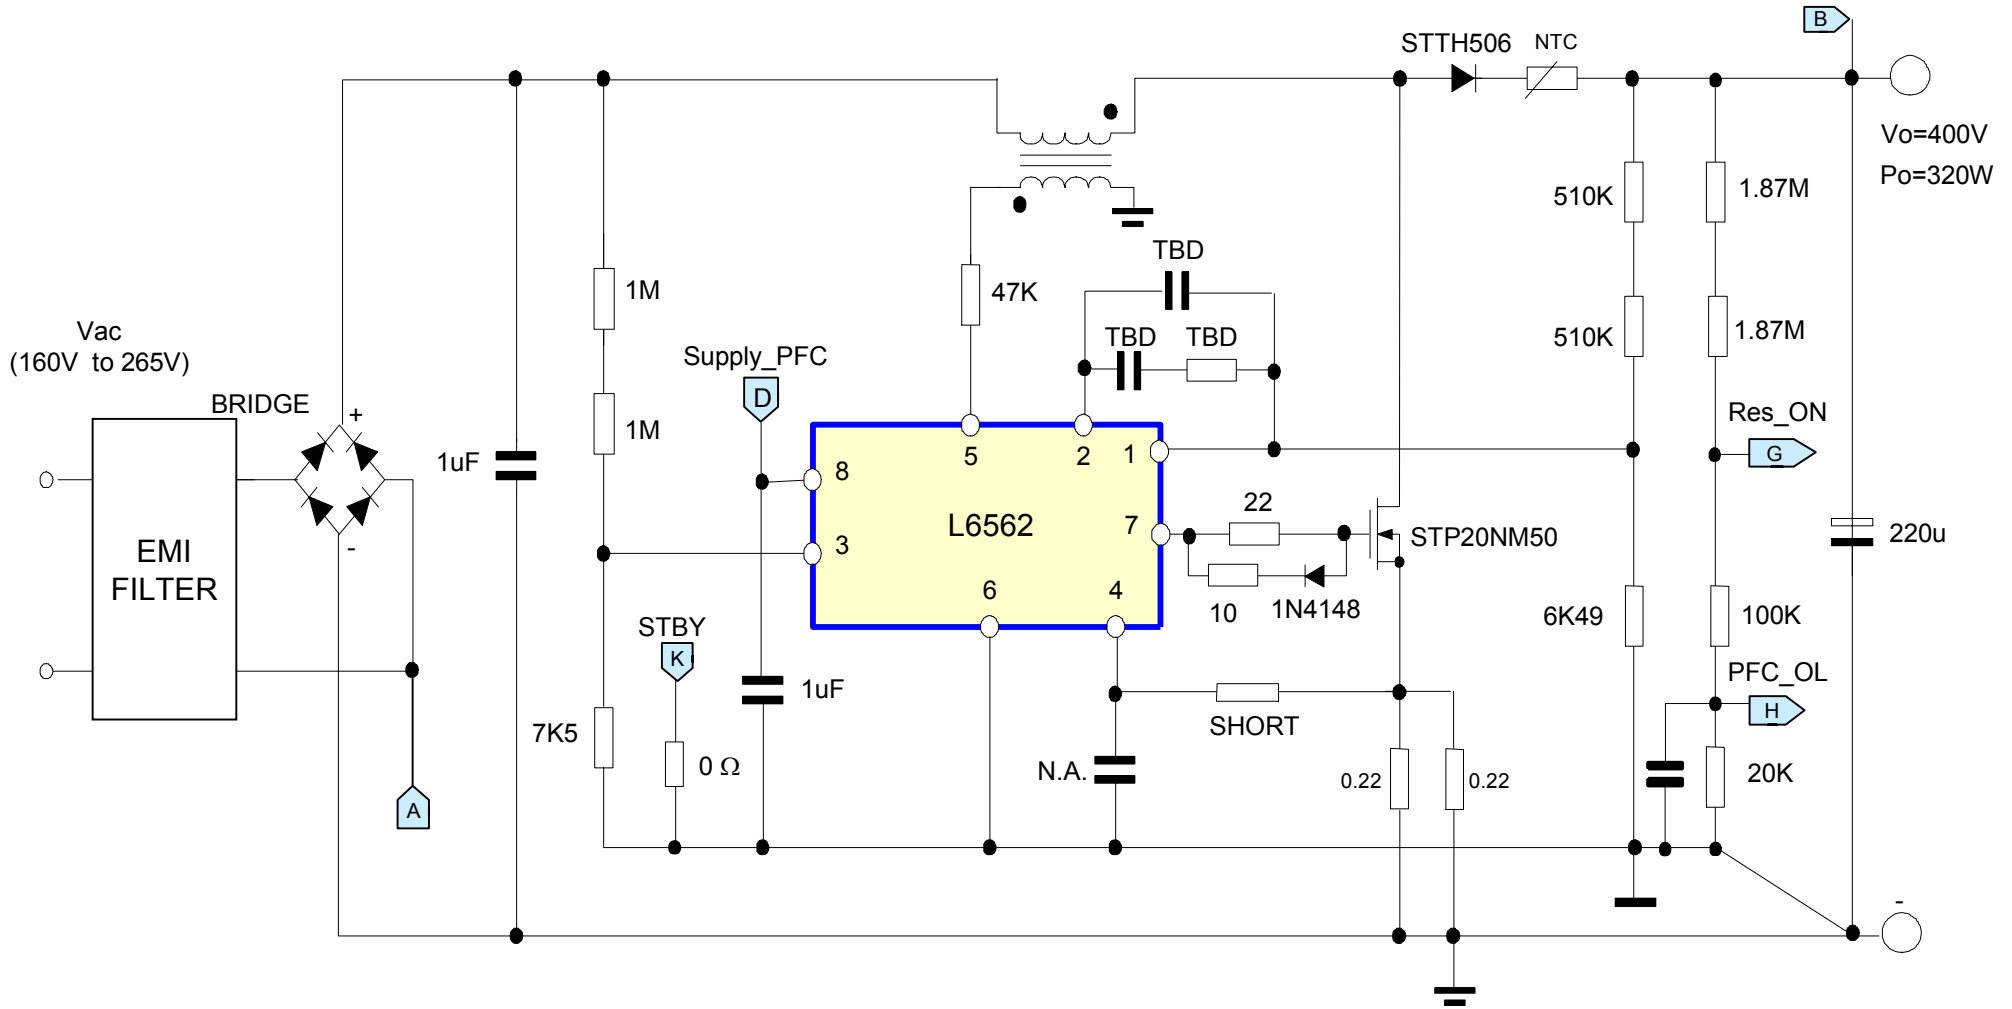 B
STTH506
NTC
Vo=400V
Po=320W
510K
1.87M
TBD
47K
1M
Vac
(160V to 265V)
510K
1.87M
TBD
TBD
Supply_PFC
D
BRIDGE
+
Res_ON
G
1M
1uF
5
2
1
8
22
L6562
7
STP20NM50
220u
3
-
EMI
FILTER
6
4
10
1N4148
6K49
100K
STBY
K
PFC_OL
H
1uF
SHORT
7K5
0 Ω
N.A.
0.22
0.22
20K
A
-